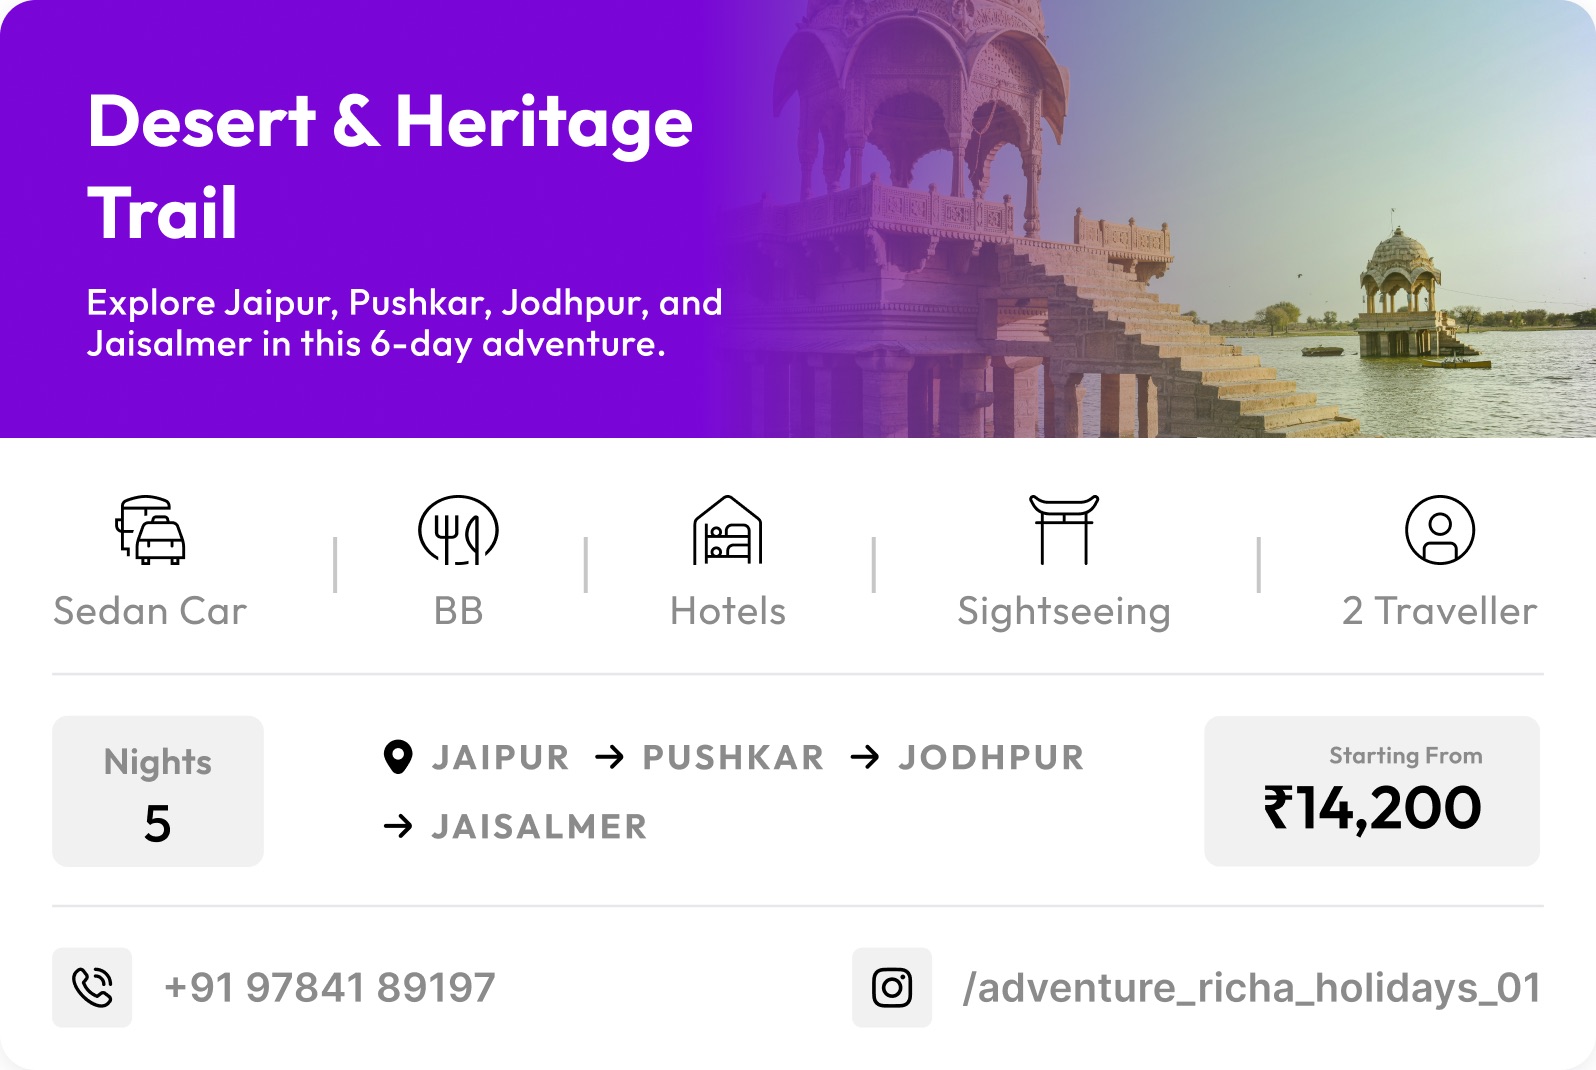 Desert & Heritage
Trail
Explore Jaipur, Pushkar, Jodhpur, and
Jaisalmer in this 6-day adventure.
Sedan Car
BB
Hotels
Sightseeing
2 Traveller
Nights
5
JAIPUR → PUSHKAR → JODHPUR
→ JAISALMER
Starting From
₹14,200
+91 97841 89197
/adventure_richa_holidays_01